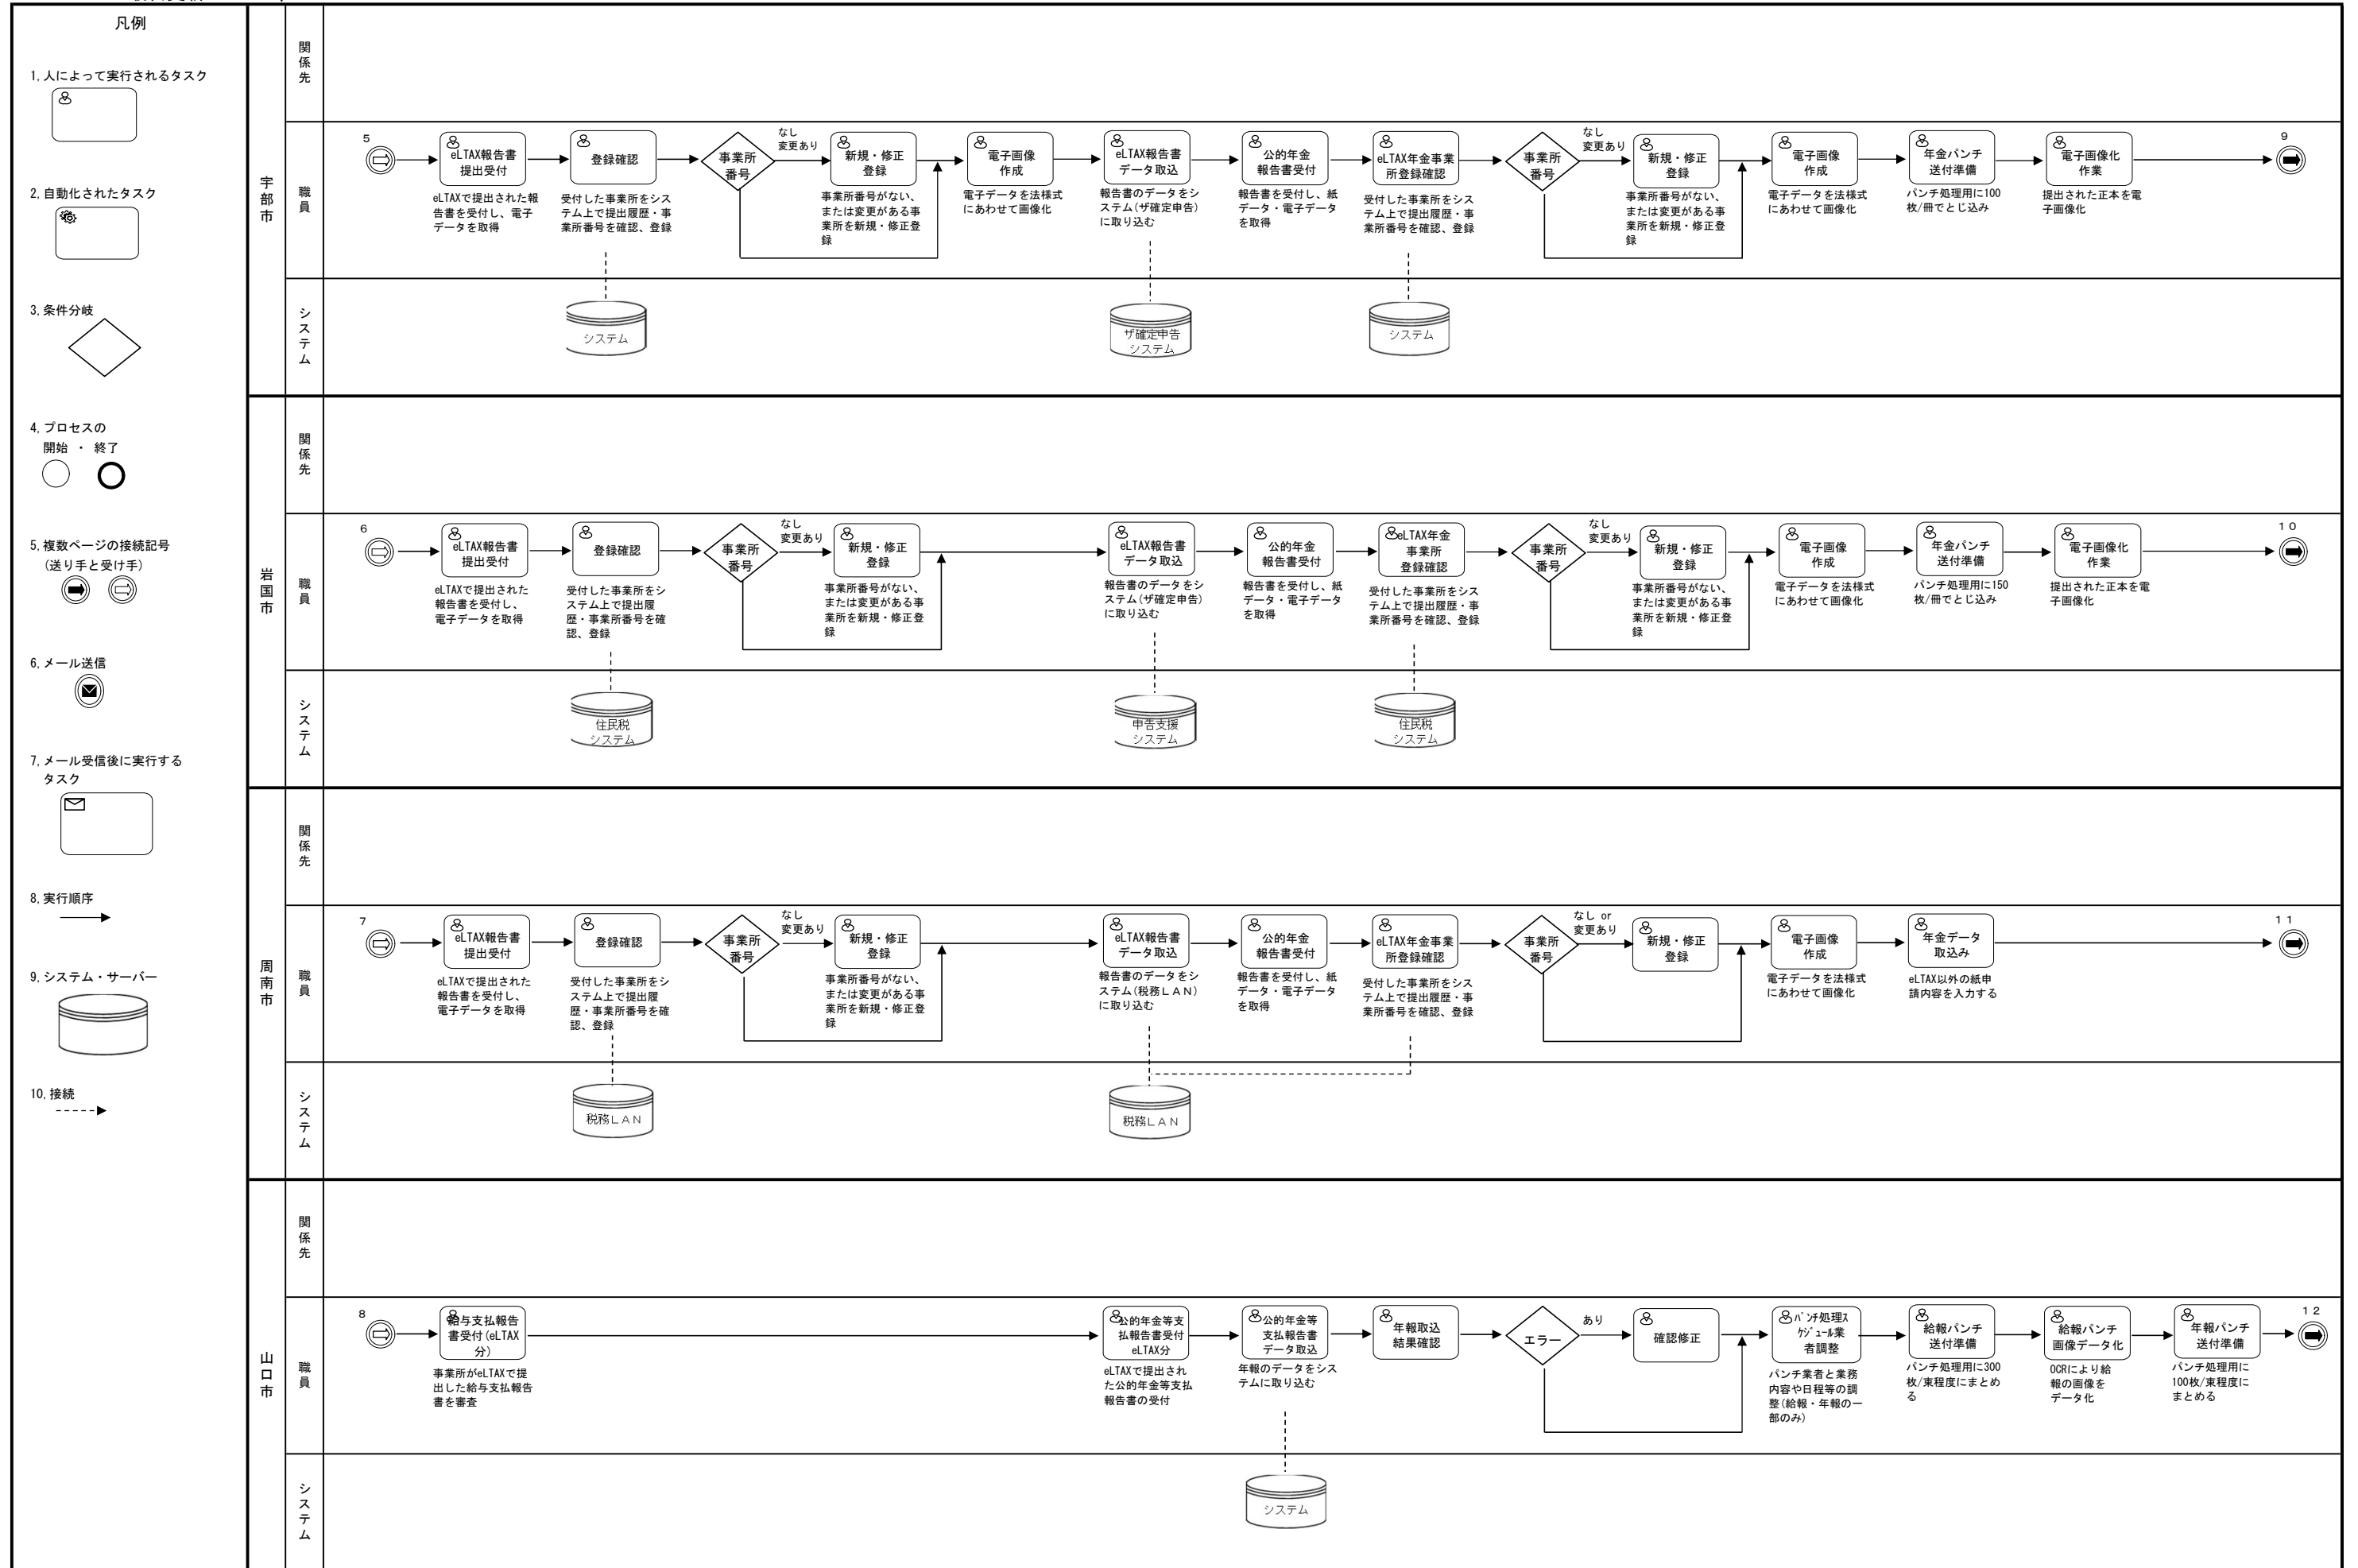 凡例
1,人によって実行されるタスク
2,自動化されたタスク
3,条件分岐
4,プロセスの
開始 ・ 終了
5,複数ページの接続記号
(送り手と受け手)
6,メール送信
7,メール受信後に実行する
タスク
8,実行順序
9,システム・サーバー
10,接続
宇部市
関係先
職員
5
eLTAX報告書
提出受付
eLTAXで提出された報
告書を受付し、電子
データを取得
登録確認
受付した事業所をシス
テム上で提出履歴・事
業所番号を確認、登録
事業所
番号
なし
変更あり
新規・修正
登録
事業所番号がない、
または変更がある事
業所を新規・修正登
録
電子画像
作成
電子データを法様式
にあわせて画像化
eLTAX報告書
データ取込
報告書のデータをシ
ステム(ザ確定申告)
に取り込む
公的年金
報告書受付
報告書を受付し、紙
データ・電子データ
を取得
eLTAX年金事業
所登録確認
受付した事業所をシス
テム上で提出履歴・事
業所番号を確認、登録
事業所
番号
なし
変更あり
新規・修正
登録
事業所番号がない、
または変更がある事
業所を新規・修正登
録
電子画像
作成
電子データを法様式
にあわせて画像化
年金パンチ
送付準備
パンチ処理用に100
枚/冊でとじ込み
電子画像化
作業
提出された正本を電
子画像化
9
システム
システム
ザ確定申告
システム
システム
岩国市
関係先
職員
6
eLTAX報告書
提出受付
eLTAXで提出された
報告書を受付し、
電子データを取得
登録確認
受付した事業所をシ
ステム上で提出履
歴・事業所番号を確
認、登録
事業所
番号
なし
変更あり
新規・修正
登録
事業所番号がない、
または変更がある事
業所を新規・修正登
録
eLTAX報告書
データ取込
報告書のデータをシ
ステム(ザ確定申告)
に取り込む
公的年金
報告書受付
報告書を受付し、紙
データ・電子データ
を取得
eLTAX年金
事業所
登録確認
受付した事業所をシス
テム上で提出履歴・事
業所番号を確認、登録
事業所
番号
なし
変更あり
新規・修正
登録
事業所番号がない、
または変更がある事
業所を新規・修正登
録
電子画像
作成
電子データを法様式
にあわせて画像化
年金パンチ
送付準備
パンチ処理用に150
枚/冊でとじ込み
電子画像化
作業
提出された正本を電
子画像化
10
システム
住民税
システム
申告支援
システム
住民税
システム
周南市
関係先
職員
7
eLTAX報告書
提出受付
eLTAXで提出された
報告書を受付し、
電子データを取得
登録確認
受付した事業所をシ
ステム上で提出履
歴・事業所番号を確
認、登録
事業所
番号
なし
変更あり
新規・修正
登録
事業所番号がない、
または変更がある事
業所を新規・修正登
録
eLTAX報告書
データ取込
報告書のデータをシ
ステム(税務ＬＡＮ)
に取り込む
公的年金
報告書受付
報告書を受付し、紙
データ・電子データ
を取得
eLTAX年金事業
所登録確認
受付した事業所をシス
テム上で提出履歴・事
業所番号を確認、登録
事業所
番号
なし or
変更あり
新規・修正
登録
電子画像
作成
電子データを法様式
にあわせて画像化
年金データ
取込み
eLTAX以外の紙申
請内容を入力する
11
システム
税務ＬＡＮ
税務ＬＡＮ
山口市
関係先
職員
8
給与支払報告
書受付(eLTAX
分)
事業所がeLTAXで提
出した給与支払報告
書を審査
公的年金等支
払報告書受付
eLTAX分
eLTAXで提出され
た公的年金等支払
報告書の受付
公的年金等
支払報告書
データ取込
年報のデータをシス
テムに取り込む
年報取込
結果確認
エラー
あり
確認修正
パンチ処理ス
ケジュール業
者調整
パンチ業者と業務
内容や日程等の調
整(給報・年報の一
部のみ)
給報パンチ
送付準備
パンチ処理用に300
枚/束程度にまとめ
る
給報パンチ
画像データ化
OCRにより給
報の画像を
データ化
年報パンチ
送付準備
パンチ処理用に
100枚/束程度に
まとめる
12
システム
システム